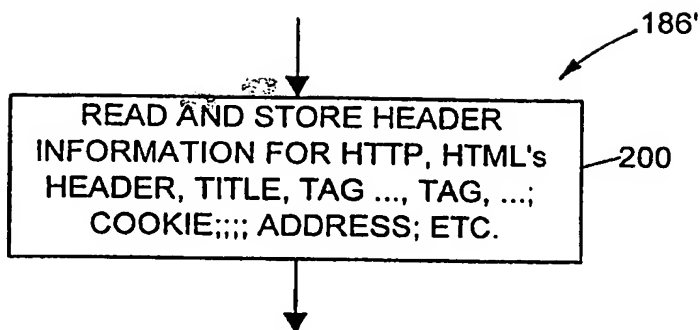 186'
READ AND STORE HEADER
INFORMATION FOR HTTP, HTML's
HEADER, TITLE, TAG ..., TAG, ...;
COOKIE;;;; ADDRESS; ETC.
200